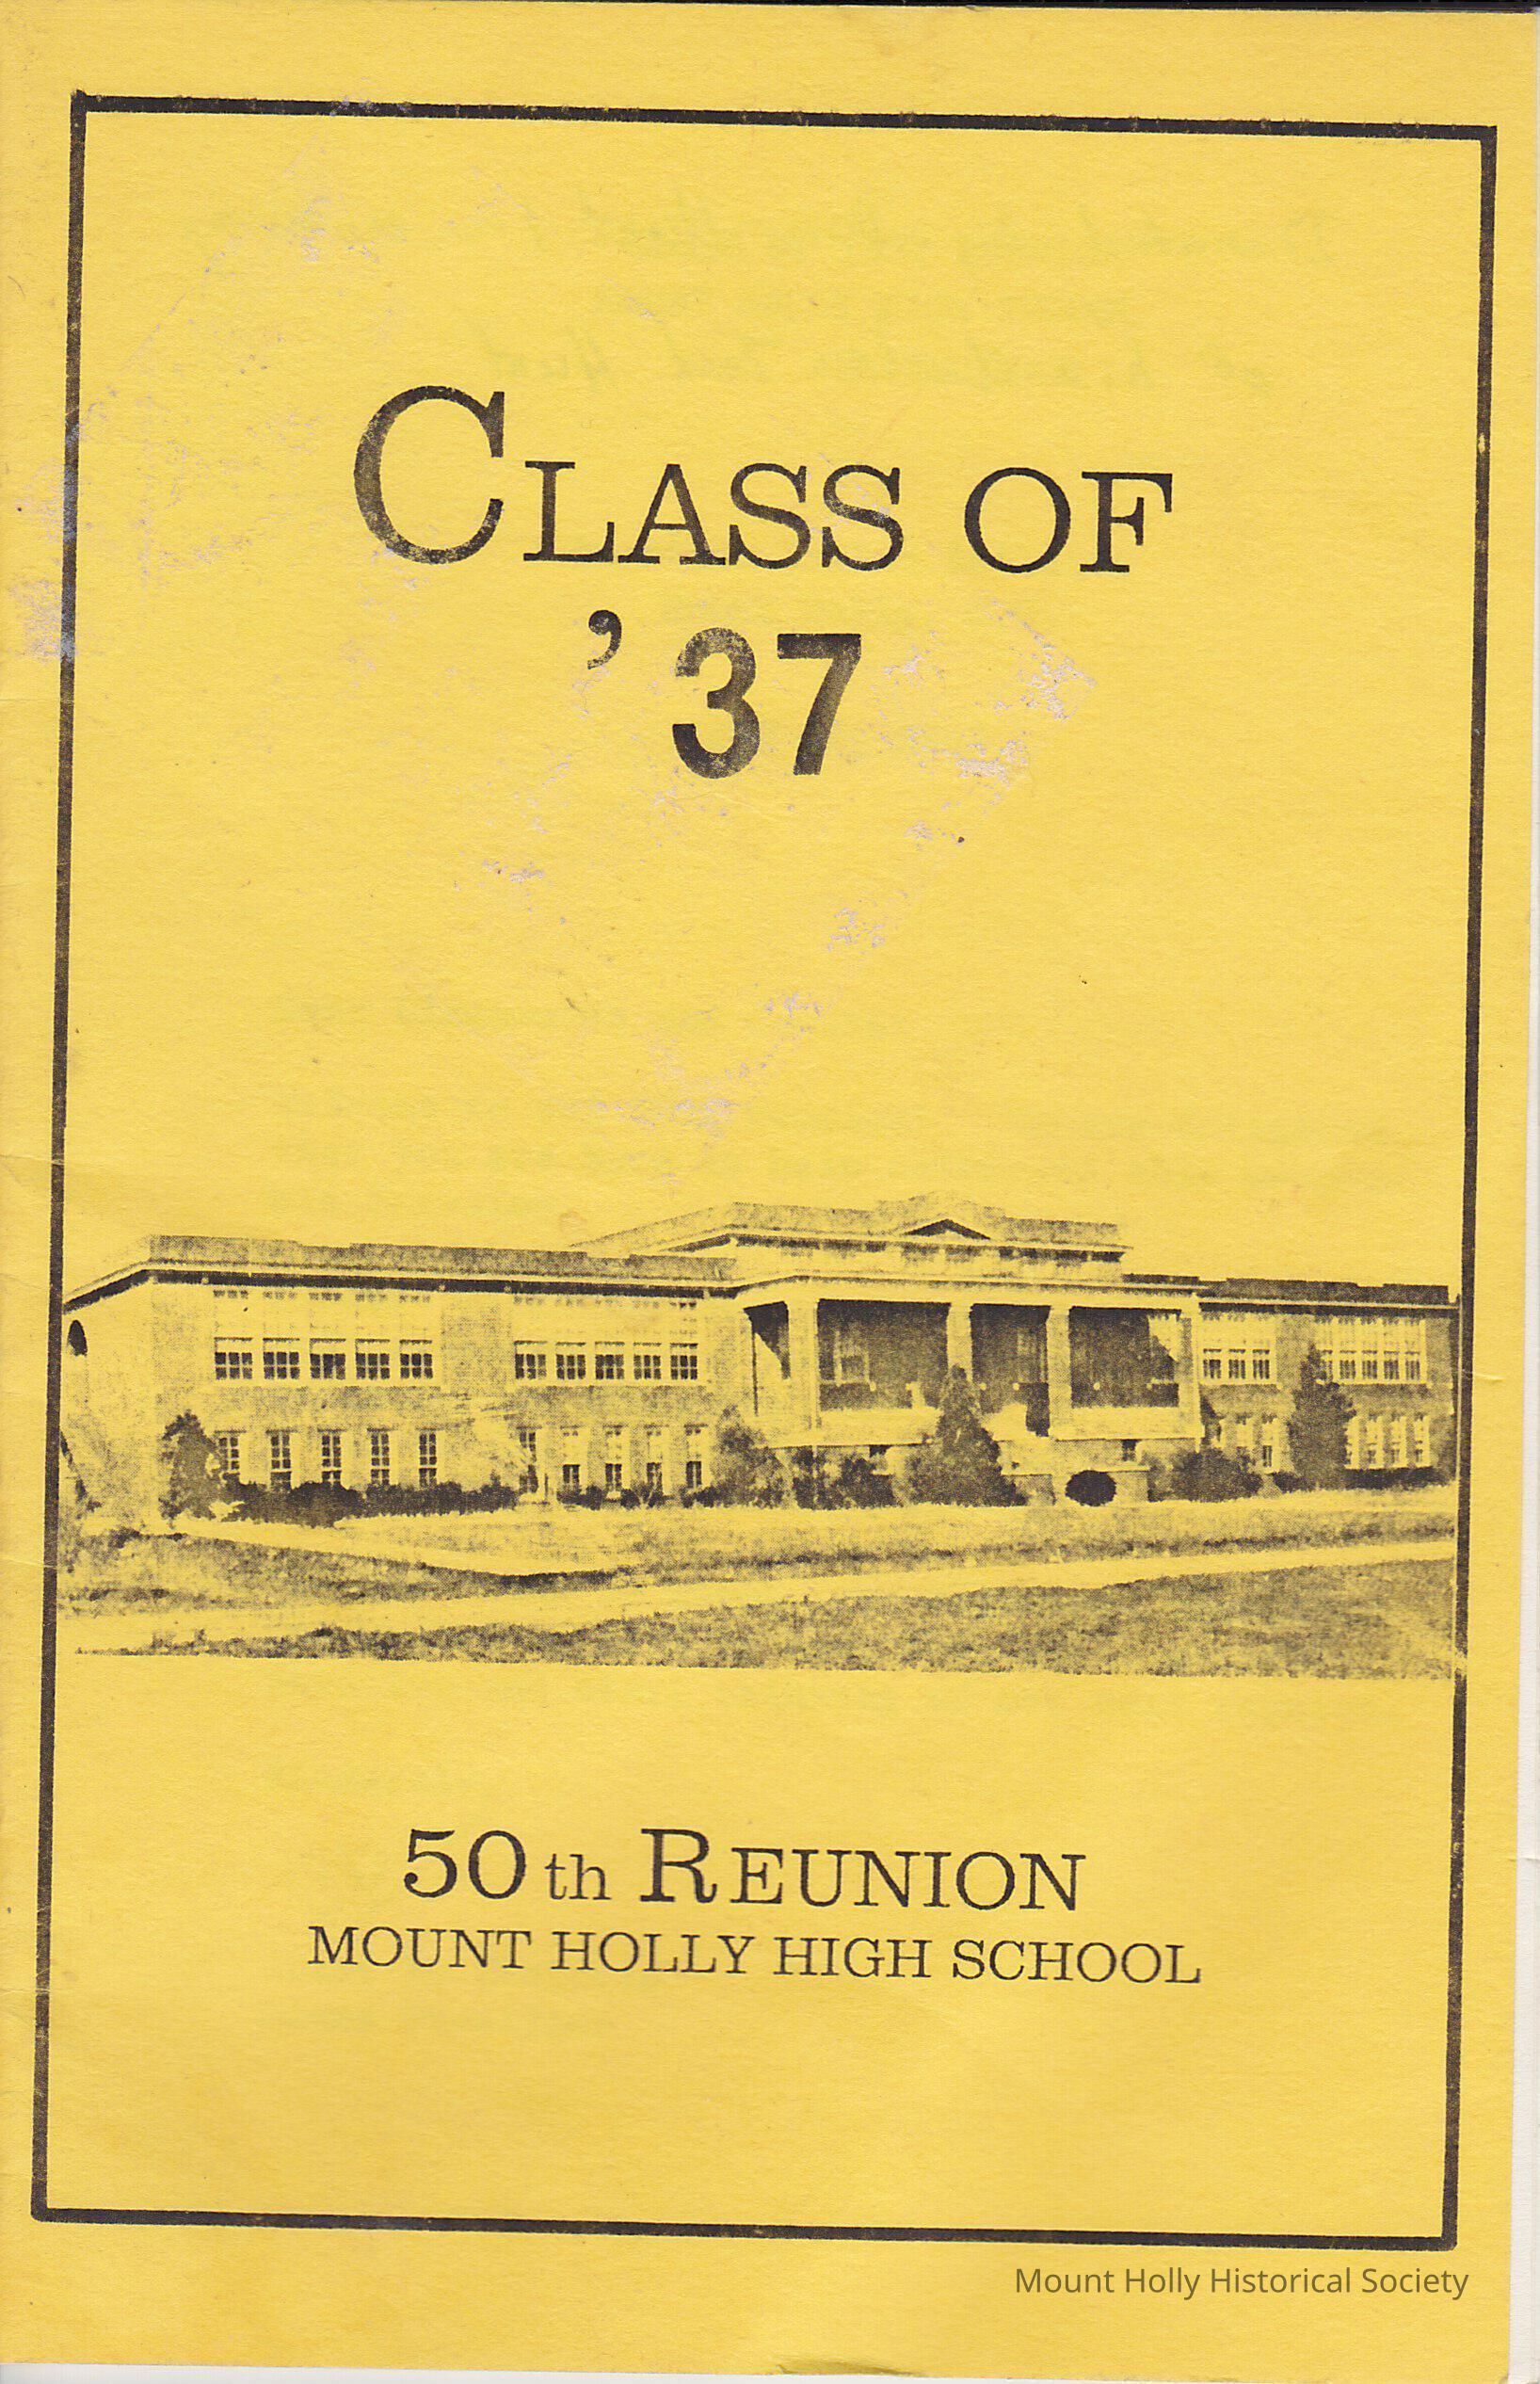 CLASS OF
’37
50th REUNION
MOUNT HOLLY HIGH SCHOOL
Mount Holly Historical Society